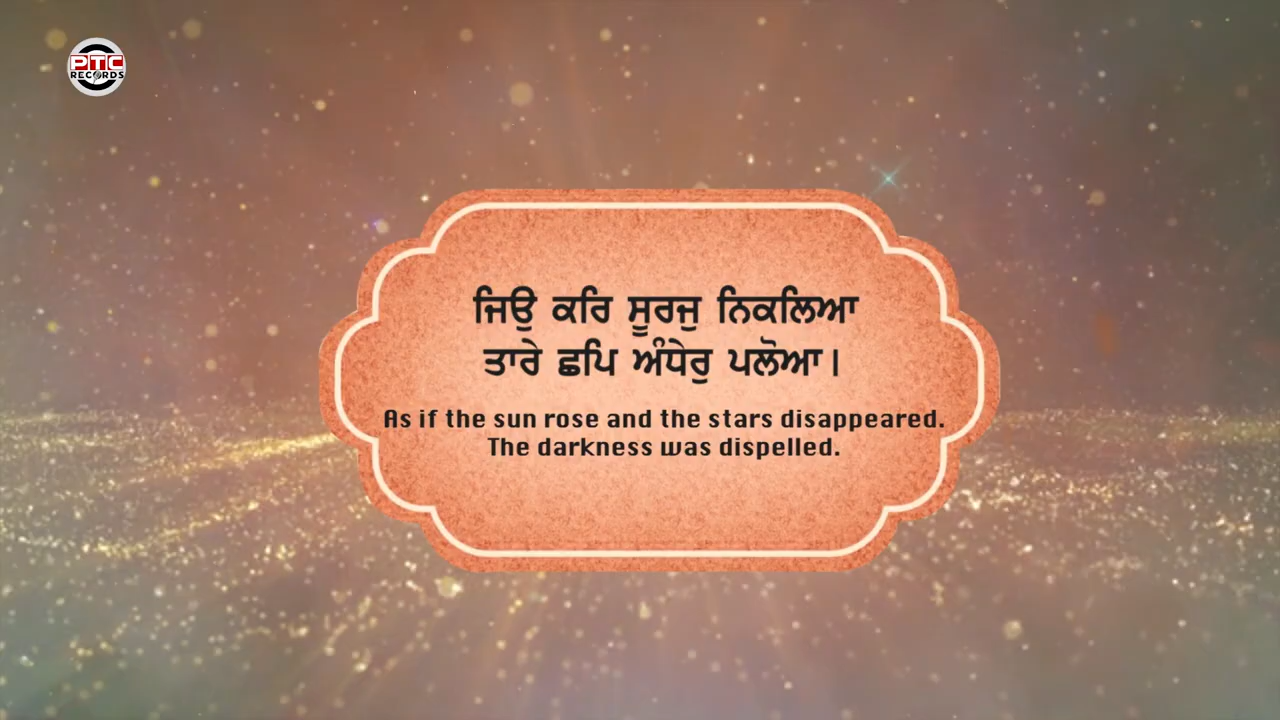 PTC
RECORDS
ਜਿਉ ਕਰਿ ਸੂਰਜੁ ਨਿਕਲਿਆ
ਤਾਰੇ ਛਪਿ ਅੰਧੇਰੁ ਪਲੋਆ।
As if the sun rose and the stars disappeared.
The darkness was dispelled.